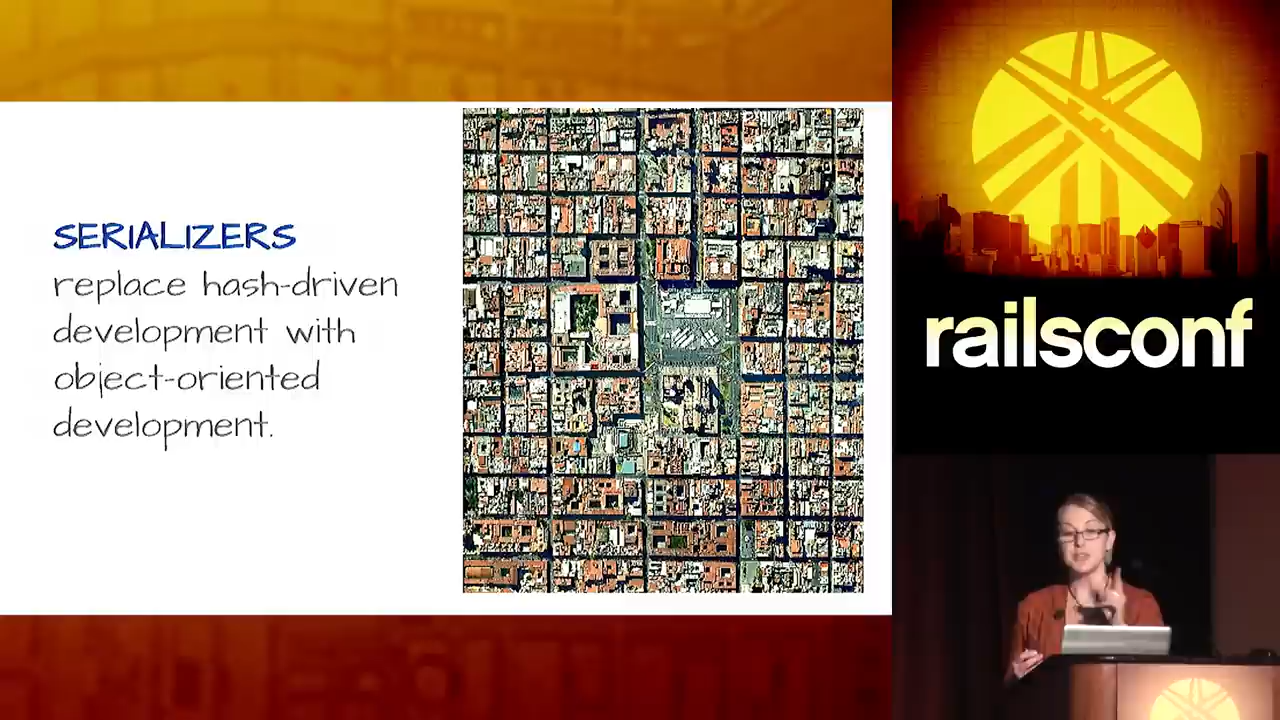 SERIALIZERS
replace hash-driven
development with
object-oriented
development.
railsconf